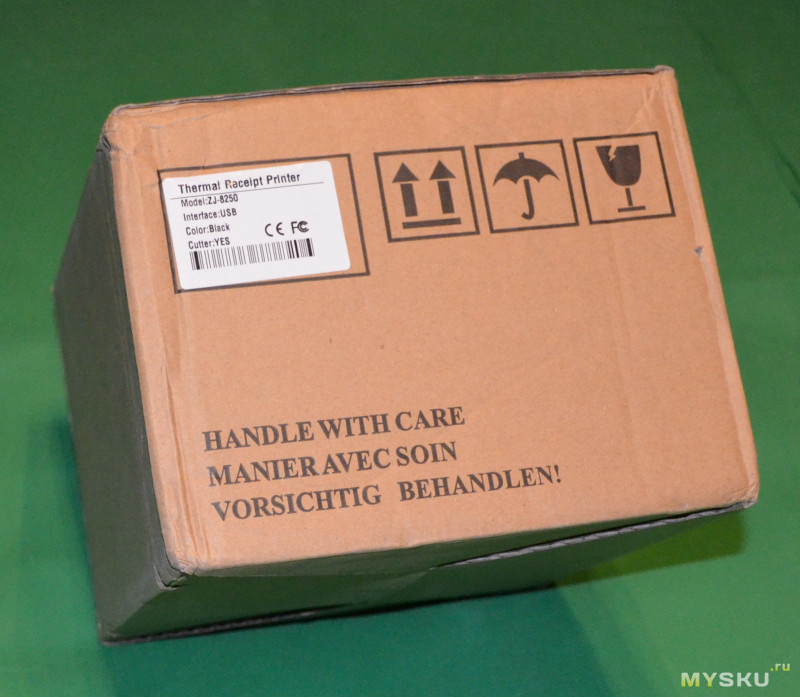 Thermal Receipt Printer
Model:ZJ-8250
Interface:USB
Color:Black
Cutter:YES
CE FC
HANDLE WITH CARE
MANIER AVEC SOIN
VORSICHTIG BEHANDLEN!
MYSKU.ru